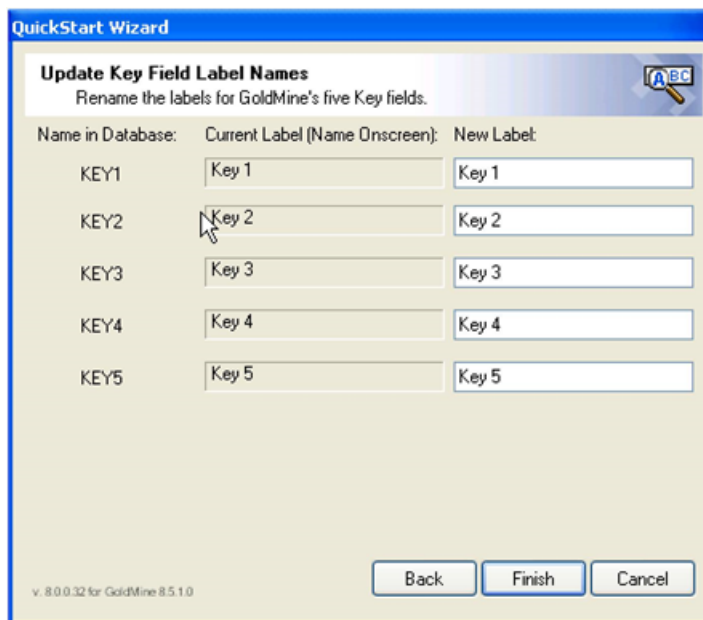 QuickStart Wizard
Update Key Field Label Names
Rename the labels for GoldMine's five Key fields.
ABC
Name in Database: Current Label (Name Onscreen): New Label:
KEY1 Key 1 Key 1
KEY2 Key 2 Key 2
KEY3 Key 3 Key 3
KEY4 Key 4 Key 4
KEY5 Key 5 Key 5
Back Finish Cancel
v. 8.0.0.32 for GoldMine 8.5.1.0